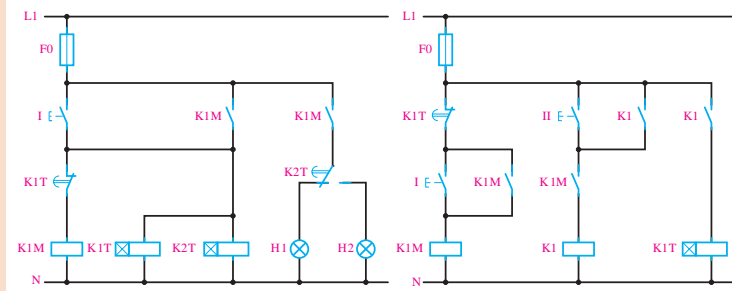 L1 L1
F0 F0
I K1M K1M K1T II K1 K1
K1T K2T I K1M K1M
K1M K1T K2T H1 H2 K1M K1 K1T
N N